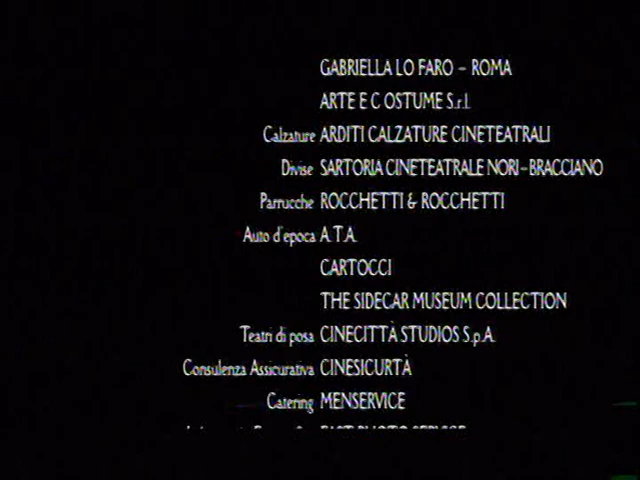 GABRIELLA LO FARO – ROMA
ARTE E C OSTUME S.r.l.
Calzature ARDITI CALZATURE CINETEATRALI
Divise SARTORIA CINETEATRALE NORI-BRACCIANO
Parrucche ROCCHETTI & ROCCHETTI
Auto d'epoca A.T.A.
CARTOCCI
THE SIDECAR MUSEUM COLLECTION
Teatri di posa CINECITTÀ STUDIOS S.p.A.
Consulenza Assicurativa CINESICURTÀ
Catering MENSERVICE